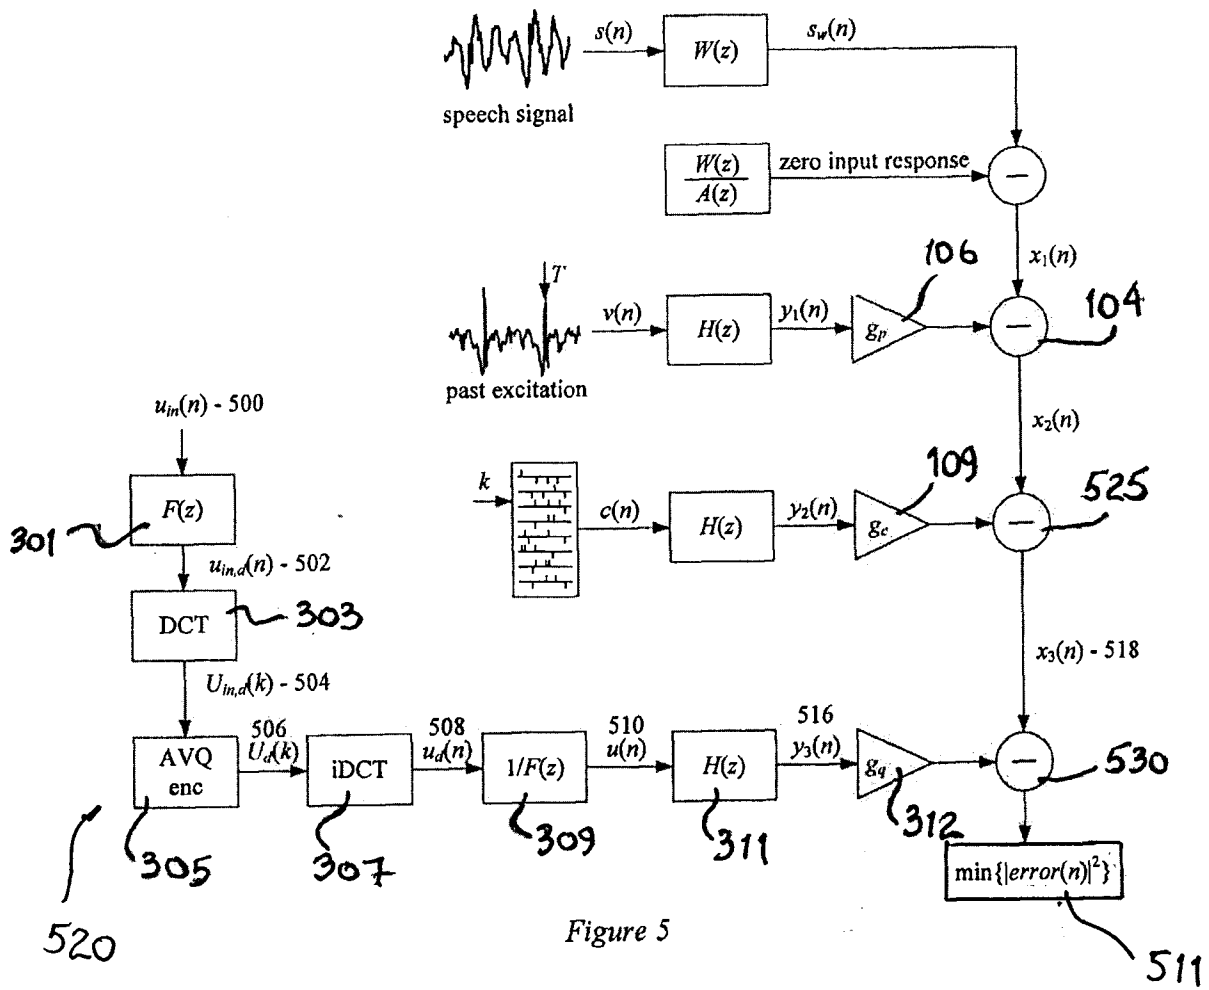 s(n)
W(z)
s_w(n)
speech signal
W(z)
A(z)
zero input response
x_1(n)
106
T
v(n)
H(z)
y_1(n)
g_p
104
past excitation
u_in(n) - 500
x_2(n)
F(z)
301
k
c(n)
H(z)
y_2(n)
109
g_c
525
u_in,d(n) - 502
DCT
303
x_3(n) - 518
U_in,d(k) - 504
AVQ
enc
506
U_d(k)
iDCT
508
u_d(n)
1/F(z)
510
u(n)
H(z)
516
y_3(n)
g_q
530
305
307
309
311
312
min{|error(n)|²}
520
Figure 5
511